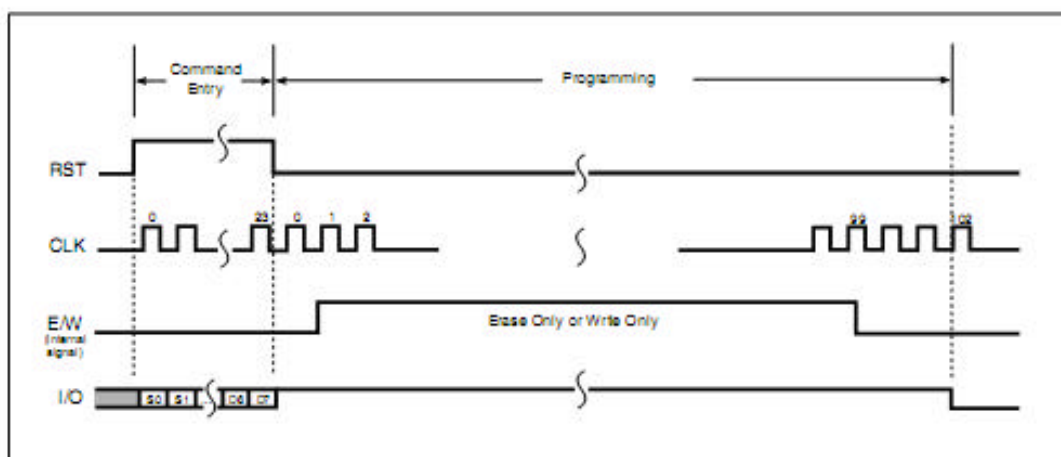 Command
Entry
Programming
RST
CLK
0
23
0
1
2
99
102
E/W
(Internal
signal)
Erase Only or Write Only
I/O
S0
S1
D6
D7